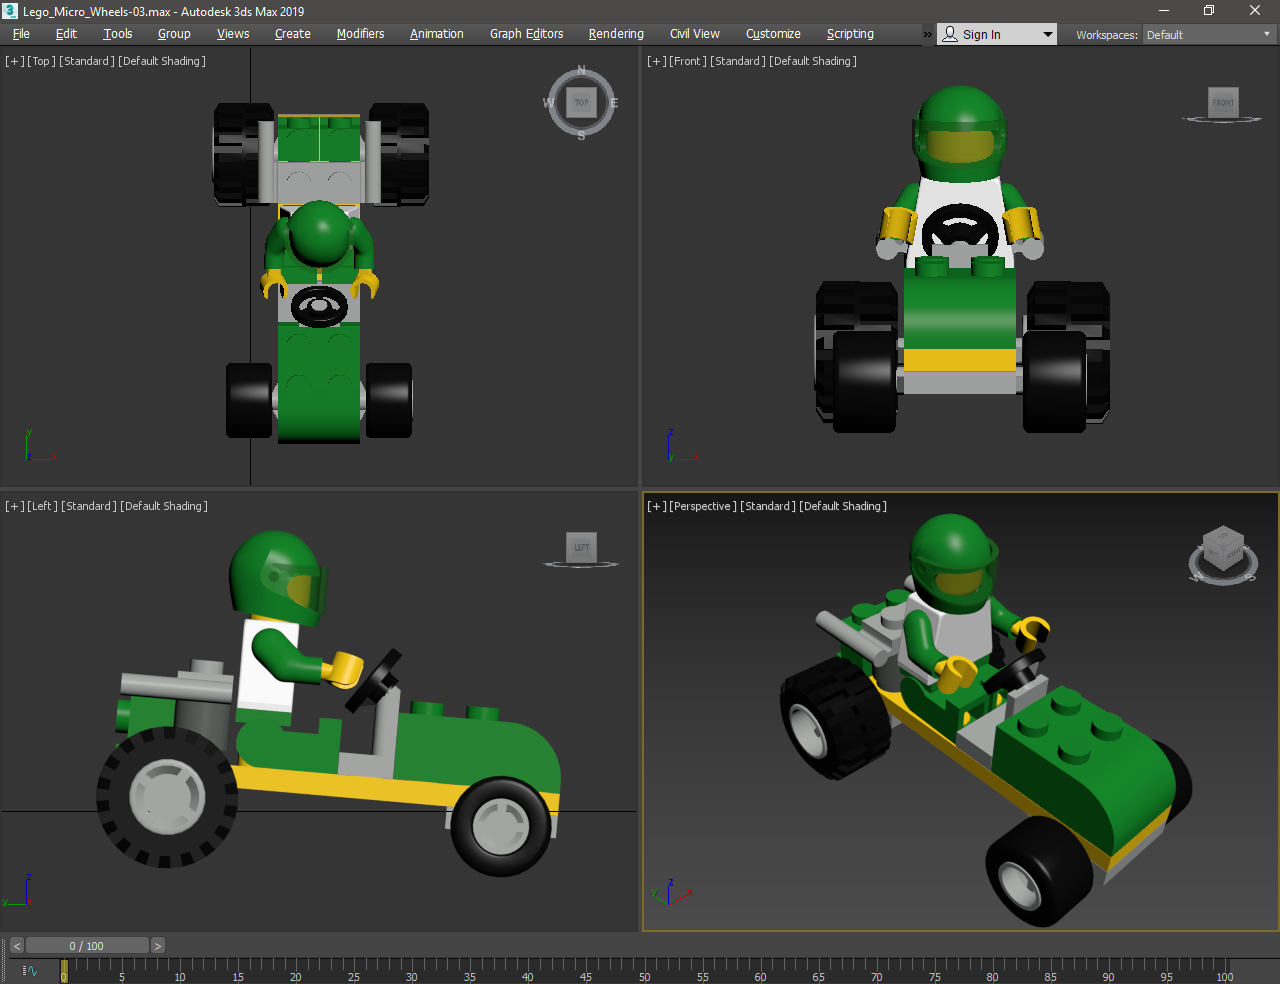 Lego_Micro_Wheels-03.max - Autodesk 3ds Max 2019
File Edit Tools Group Views Create Modifiers Animation Graph Editors Rendering Civil View Customize Scripting » Sign In Workspaces: Default
[+] [Top] [Standard] [Default Shading]
N
W TOP E
S
y
z x
[+] [Front] [Standard] [Default Shading]
FRONT
z
y x
[+] [Left] [Standard] [Default Shading]
LEFT
z
y x
[+] [Perspective] [Standard] [Default Shading]
W S
z
y x
< 0 / 100 >
0 5 10 15 20 25 30 35 40 45 50 55 60 65 70 75 80 85 90 95 100